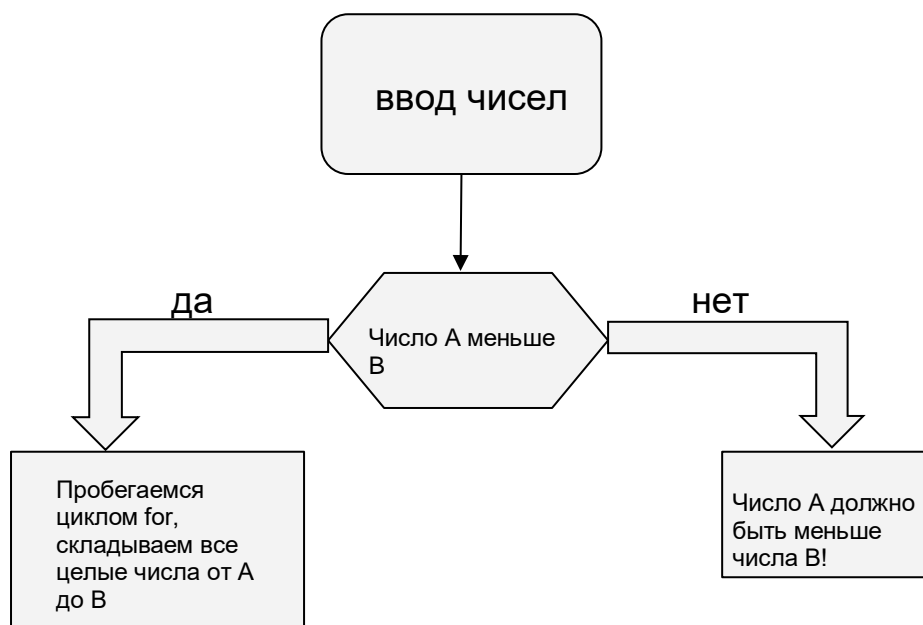 ввод чисел
да
нет
Число А меньше
В
Пробегаемся
циклом for,
складываем все
целые числа от А
до В
Число А должно
быть меньше
числа В!